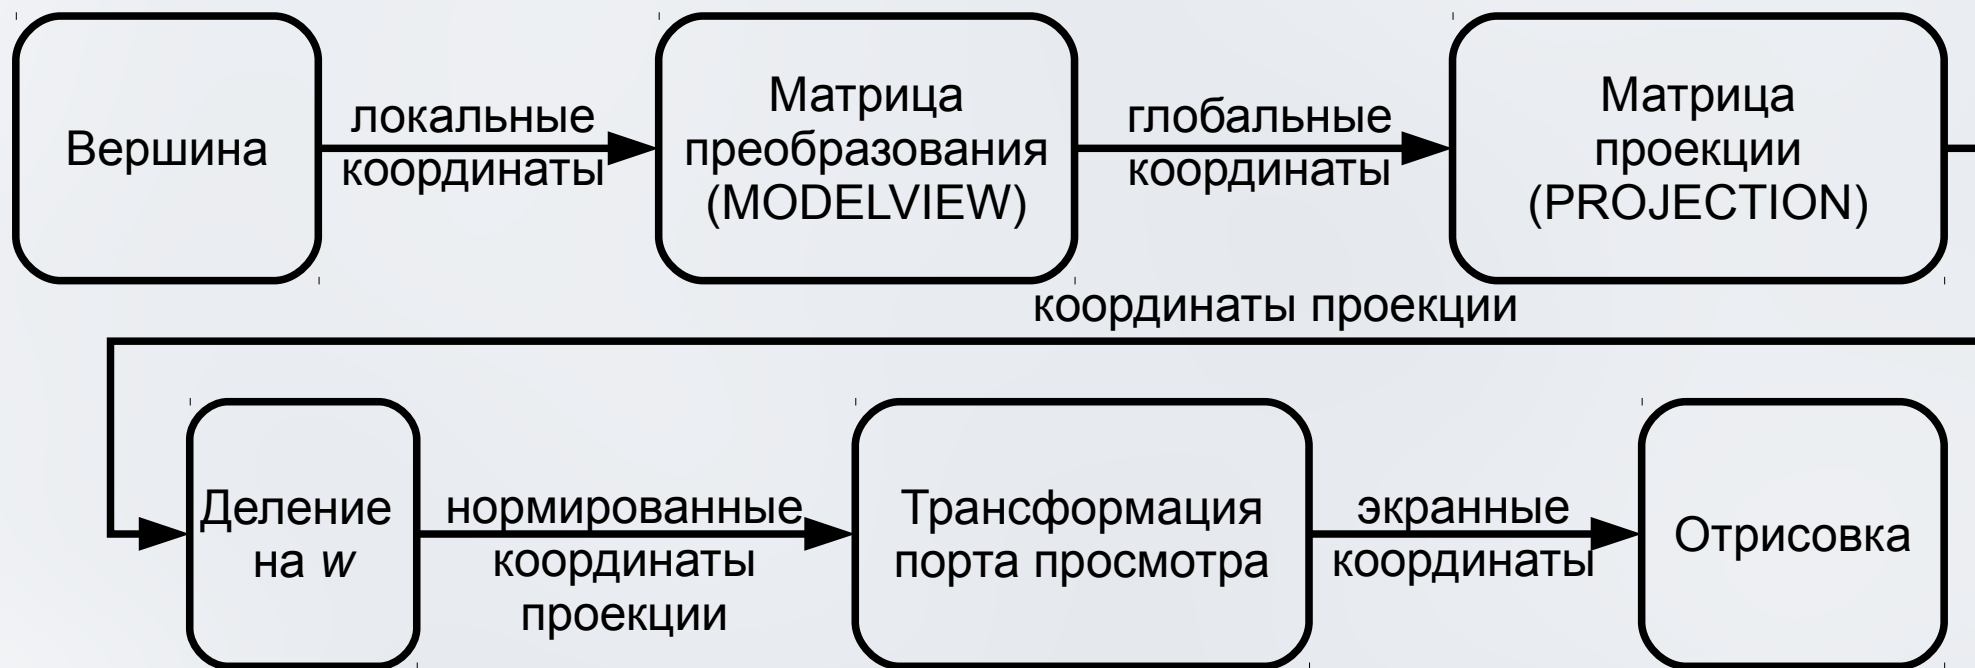 Вершина
локальные
координаты
Матрица
преобразования
(MODELVIEW)
глобальные
координаты
Матрица
проекции
(PROJECTION)
координаты проекции
Деление
на w
нормированные
координаты
проекции
Трансформация
порта просмотра
экранные
координаты
Отрисовка